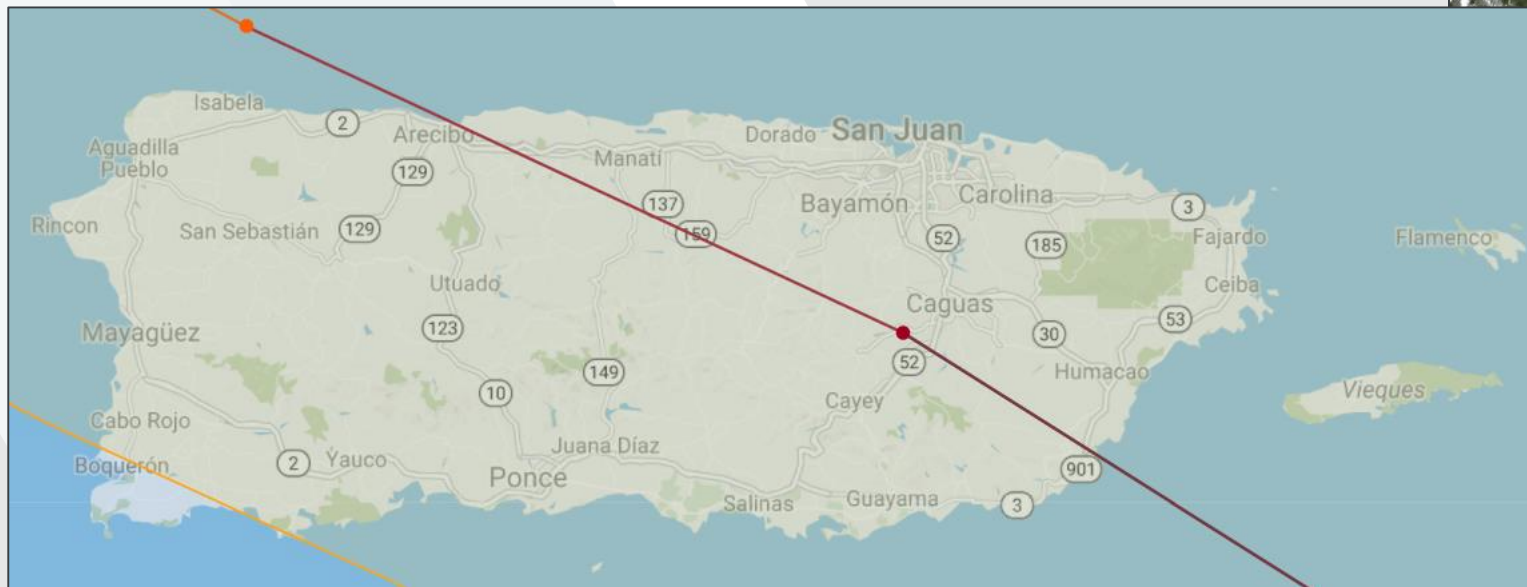 Isabela
2
Arecibo
Dorado
San Juan
Aguadilla
Pueblo
Manatí
129
137
Bayamón
Carolina
3
Rincon
San Sebastián
129
159
52
185
Fajardo
Flamenco
Utuado
Caguas
Ceiba
Mayagüez
123
30
53
149
52
Humacao
10
Cayey
Vieques
Cabo Rojo
Juana Díaz
Boquerón
2
Yauco
Ponce
901
Salinas
Guayama
3